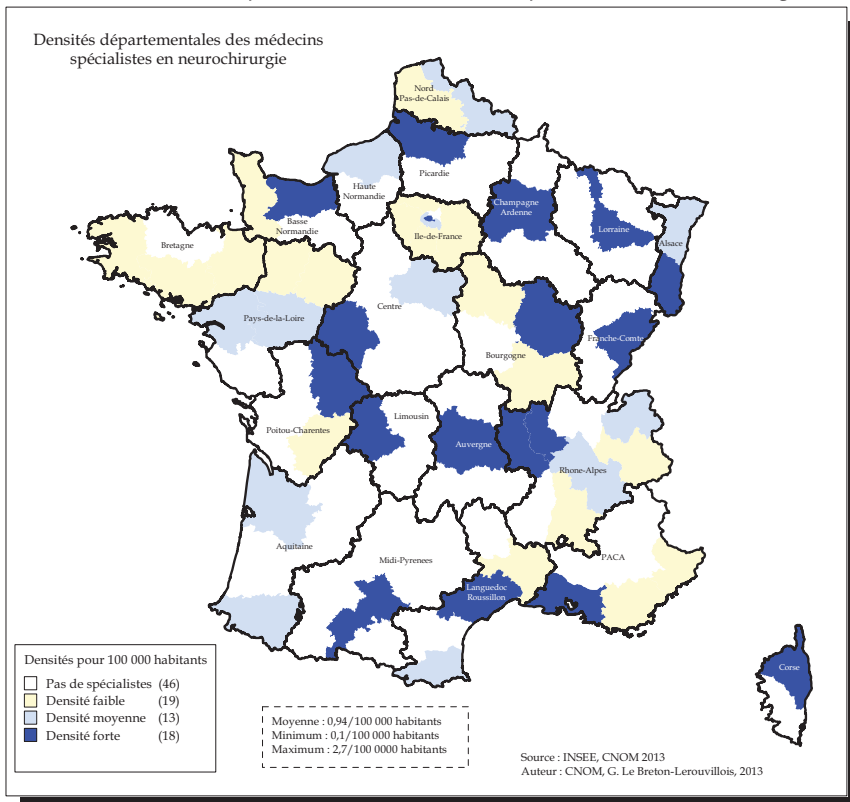 Densités départementales des médecins
spécialistes en neurochirurgie
Nord
Pas-de-Calais
Picardie
Haute
Normandie
Basse
Normandie
Champagne
Ardenne
Lorraine
Alsace
Ile-de-France
Bretagne
Pays-de-la-Loire
Centre
Bourgogne
Franche-Comte
Poitou-Charentes
Limousin
Auvergne
Rhone-Alpes
Aquitaine
Midi-Pyrenees
Languedoc
Roussillon
PACA
Corse
Densités pour 100 000 habitants
Pas de spécialistes (46)
Densité faible (19)
Densité moyenne (13)
Densité forte (18)
Moyenne : 0,94/100 000 habitants
Minimum : 0,1/100 000 habitants
Maximum : 2,7/100 0000 habitants
Source : INSEE, CNOM 2013
Auteur : CNOM, G. Le Breton-Lerouvillois, 2013